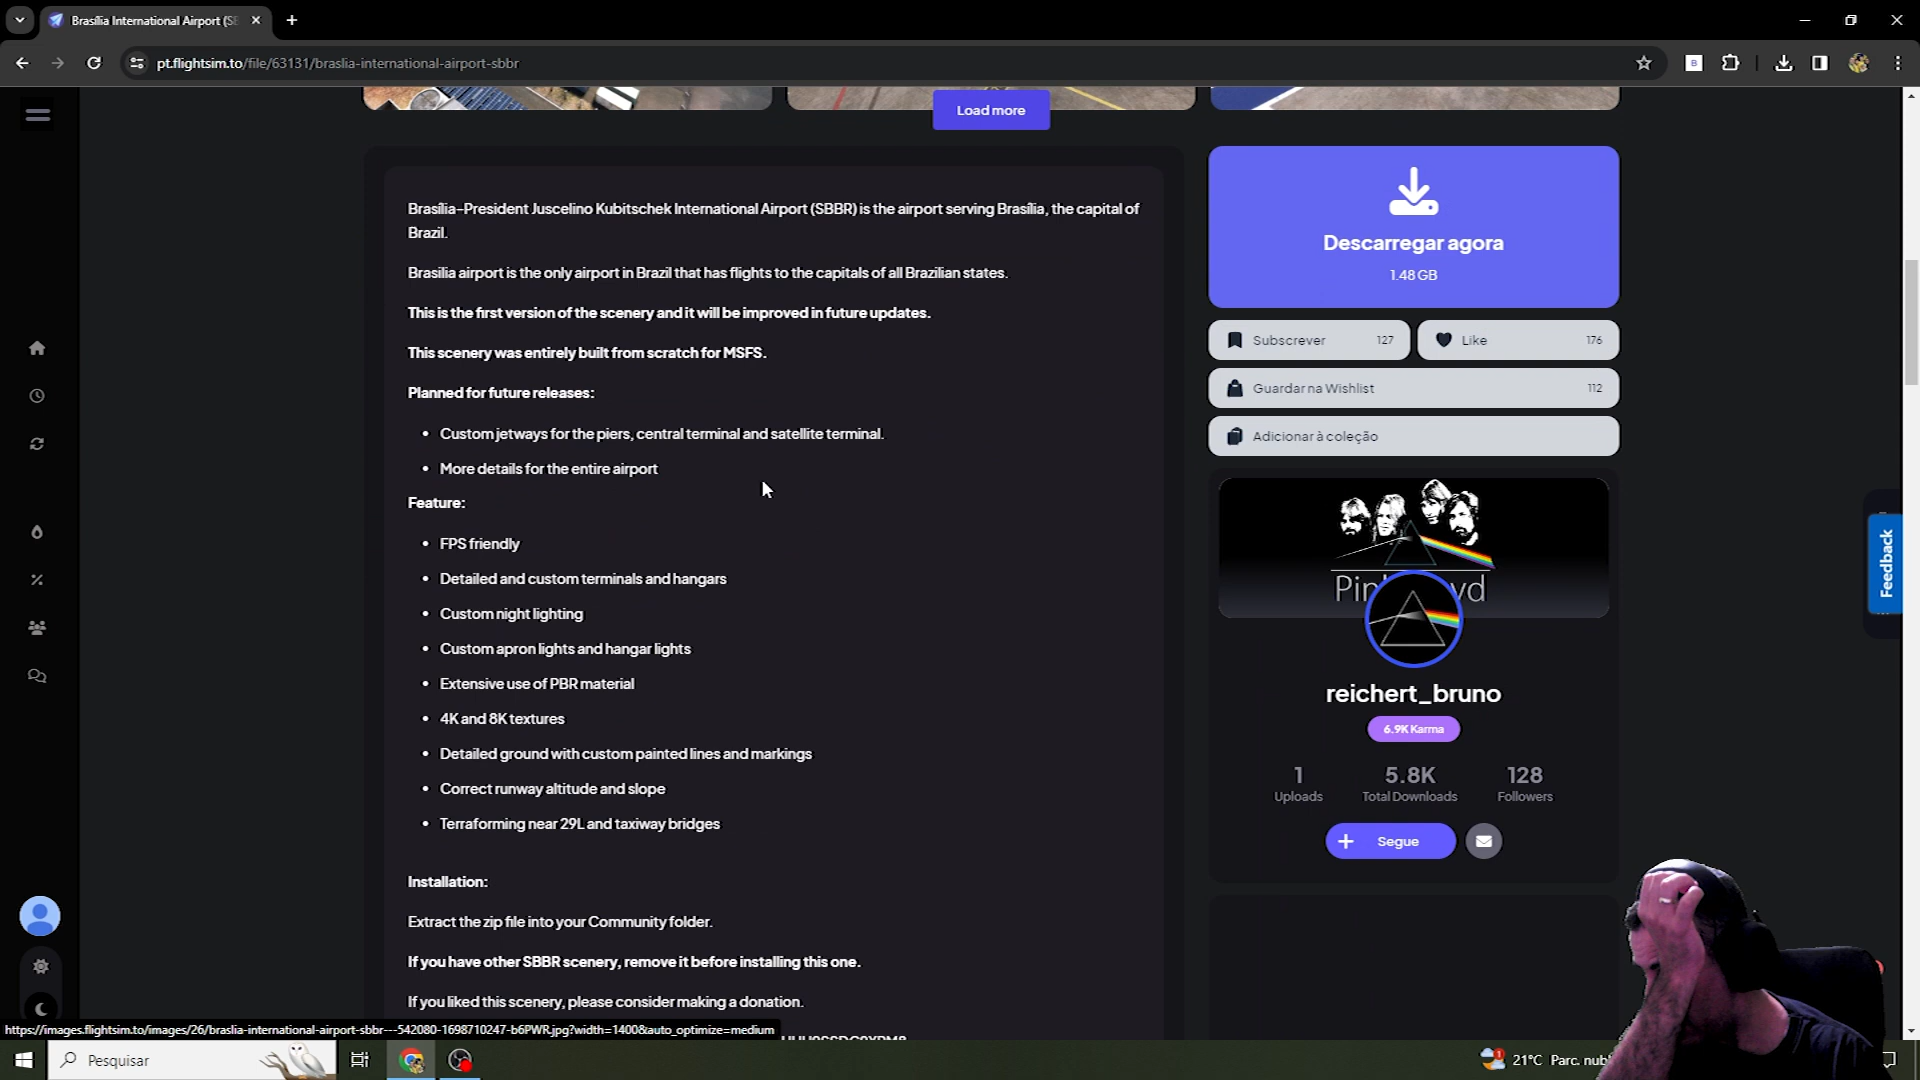 Brasília International Airport (SB
pt.flightsim.to/file/63131/braslia-international-airport-sbbr
B
Load more
Brasília–President Juscelino Kubitschek International Airport (SBBR) is the airport serving Brasília, the capital of
Brazil.
Brasilia airport is the only airport in Brazil that has flights to the capitals of all Brazilian states.
This is the first version of the scenery and it will be improved in future updates.
This scenery was entirely built from scratch for MSFS.
Planned for future releases:
• Custom jetways for the piers, central terminal and satellite terminal.
• More details for the entire airport
Feature:
• FPS friendly
• Detailed and custom terminals and hangars
• Custom night lighting
• Custom apron lights and hangar lights
• Extensive use of PBR material
• 4K and 8K textures
• Detailed ground with custom painted lines and markings
• Correct runway altitude and slope
• Terraforming near 29L and taxiway bridges
Installation:
Extract the zip file into your Community folder.
If you have other SBBR scenery, remove it before installing this one.
If you liked this scenery, please consider making a donation.
Descarregar agora
1.48 GB
Subscrever 127
Like 176
Guardar na Wishlist 112
Adicionar à coleção
reichert_bruno
6.9K Karma
1 5.8K 128
Uploads Total Downloads Followers
+ Segue
Feedback
https://images.flightsim.to/images/26/braslia-international-airport-sbbr---542080-1698710247-b6PWR.jpg?width=1400&auto_optimize=medium
Pesquisar
1
21°C Parc. nubl